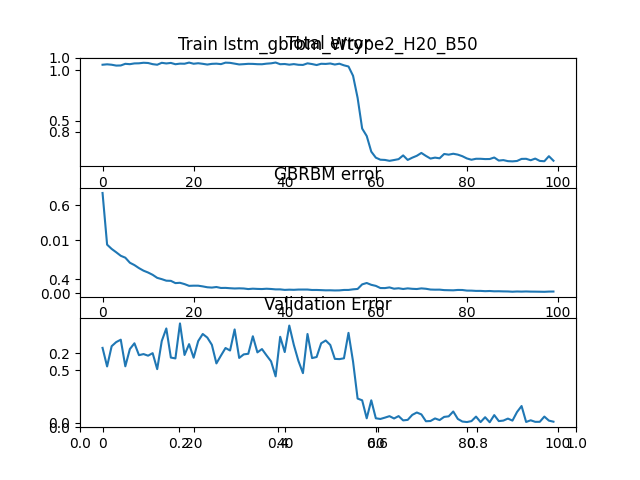 Train lstm_gbrbm_Wtype2_H20_B50
Total error
1.0
1.0
0.5
0.8
0 20 40 60 80 100
GBRBM error
0.6
0.01
0.4
0.00
0 20 40 60 80 100
Validation Error
0.2
0.5
0.0
0.0
0 20 40 60 80 100
0.0 0.2 0.4 0.6 0.8 1.0